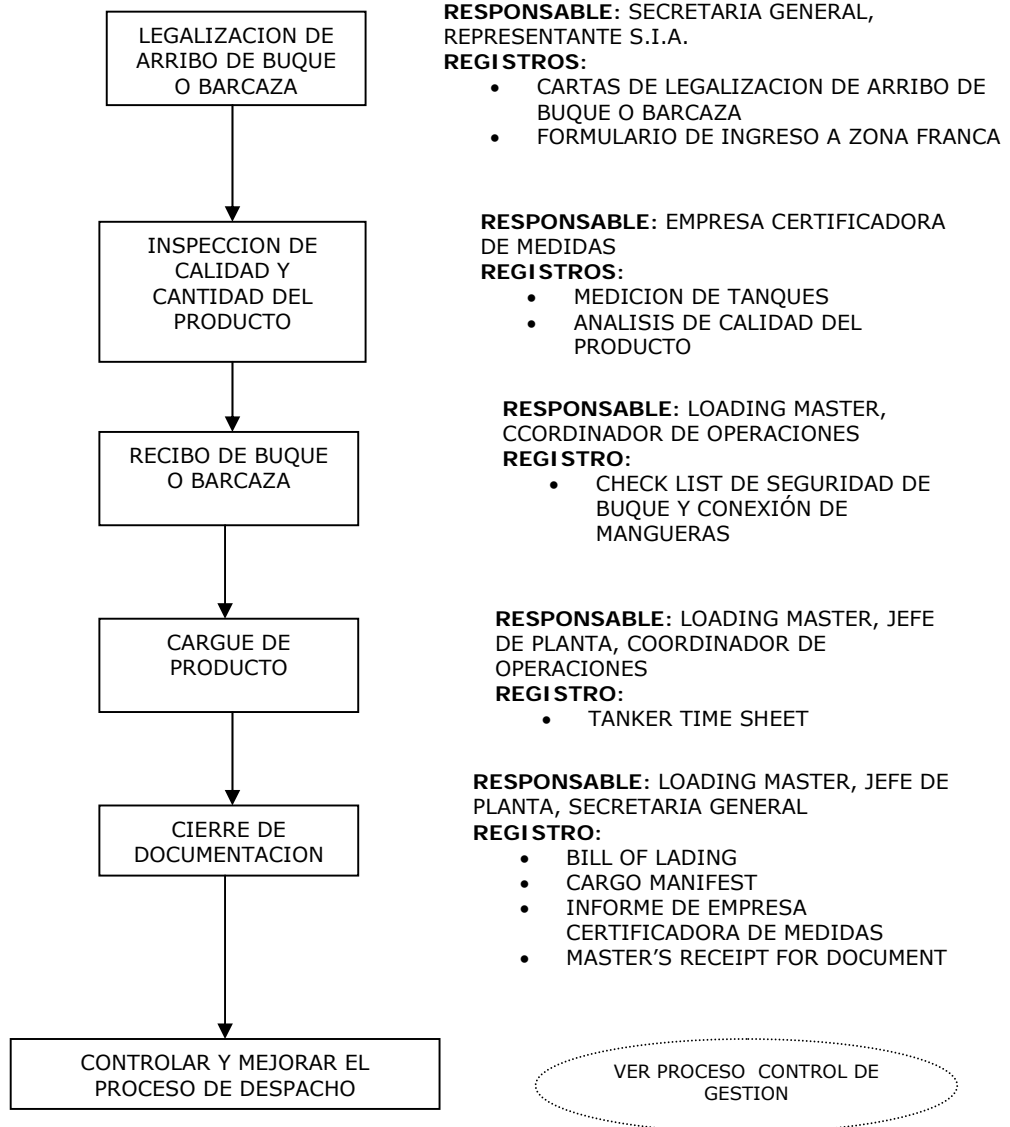 LEGALIZACION DE
ARRIBO DE BUQUE
O BARCAZA
RESPONSABLE: SECRETARIA GENERAL,
REPRESENTANTE S.I.A.
REGISTROS:
• CARTAS DE LEGALIZACION DE ARRIBO DE
BUQUE O BARCAZA
• FORMULARIO DE INGRESO A ZONA FRANCA
INSPECCION DE
CALIDAD Y
CANTIDAD DEL
PRODUCTO
RESPONSABLE: EMPRESA CERTIFICADORA
DE MEDIDAS
REGISTROS:
• MEDICION DE TANQUES
• ANALISIS DE CALIDAD DEL
PRODUCTO
RECIBO DE BUQUE
O BARCAZA
RESPONSABLE: LOADING MASTER,
CCORDINADOR DE OPERACIONES
REGISTRO:
• CHECK LIST DE SEGURIDAD DE
BUQUE Y CONEXIÓN DE
MANGUERAS
CARGUE DE
PRODUCTO
RESPONSABLE: LOADING MASTER, JEFE
DE PLANTA, COORDINADOR DE
OPERACIONES
REGISTRO:
• TANKER TIME SHEET
CIERRE DE
DOCUMENTACION
RESPONSABLE: LOADING MASTER, JEFE DE
PLANTA, SECRETARIA GENERAL
REGISTRO:
• BILL OF LADING
• CARGO MANIFEST
• INFORME DE EMPRESA
CERTIFICADORA DE MEDIDAS
• MASTER’S RECEIPT FOR DOCUMENT
CONTROLAR Y MEJORAR EL
PROCESO DE DESPACHO
VER PROCESO CONTROL DE
GESTION